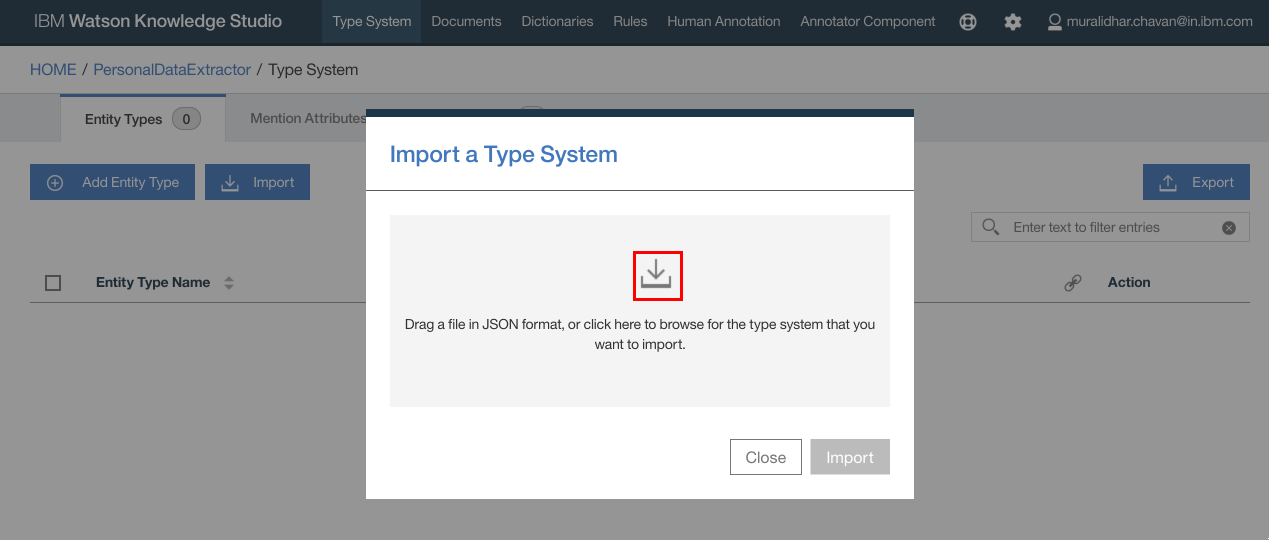 IBM Watson Knowledge Studio Type System Documents Dictionaries Rules Human Annotation Annotator Component muralidhar.chavan@in.ibm.com
HOME / PersonalDataExtractor / Type System
Entity Types 0 Mention Attributes
Import a Type System
Add Entity Type Import Export
Enter text to filter entries
Entity Type Name Action
Drag a file in JSON format, or click here to browse for the type system that you
want to import.
Close Import